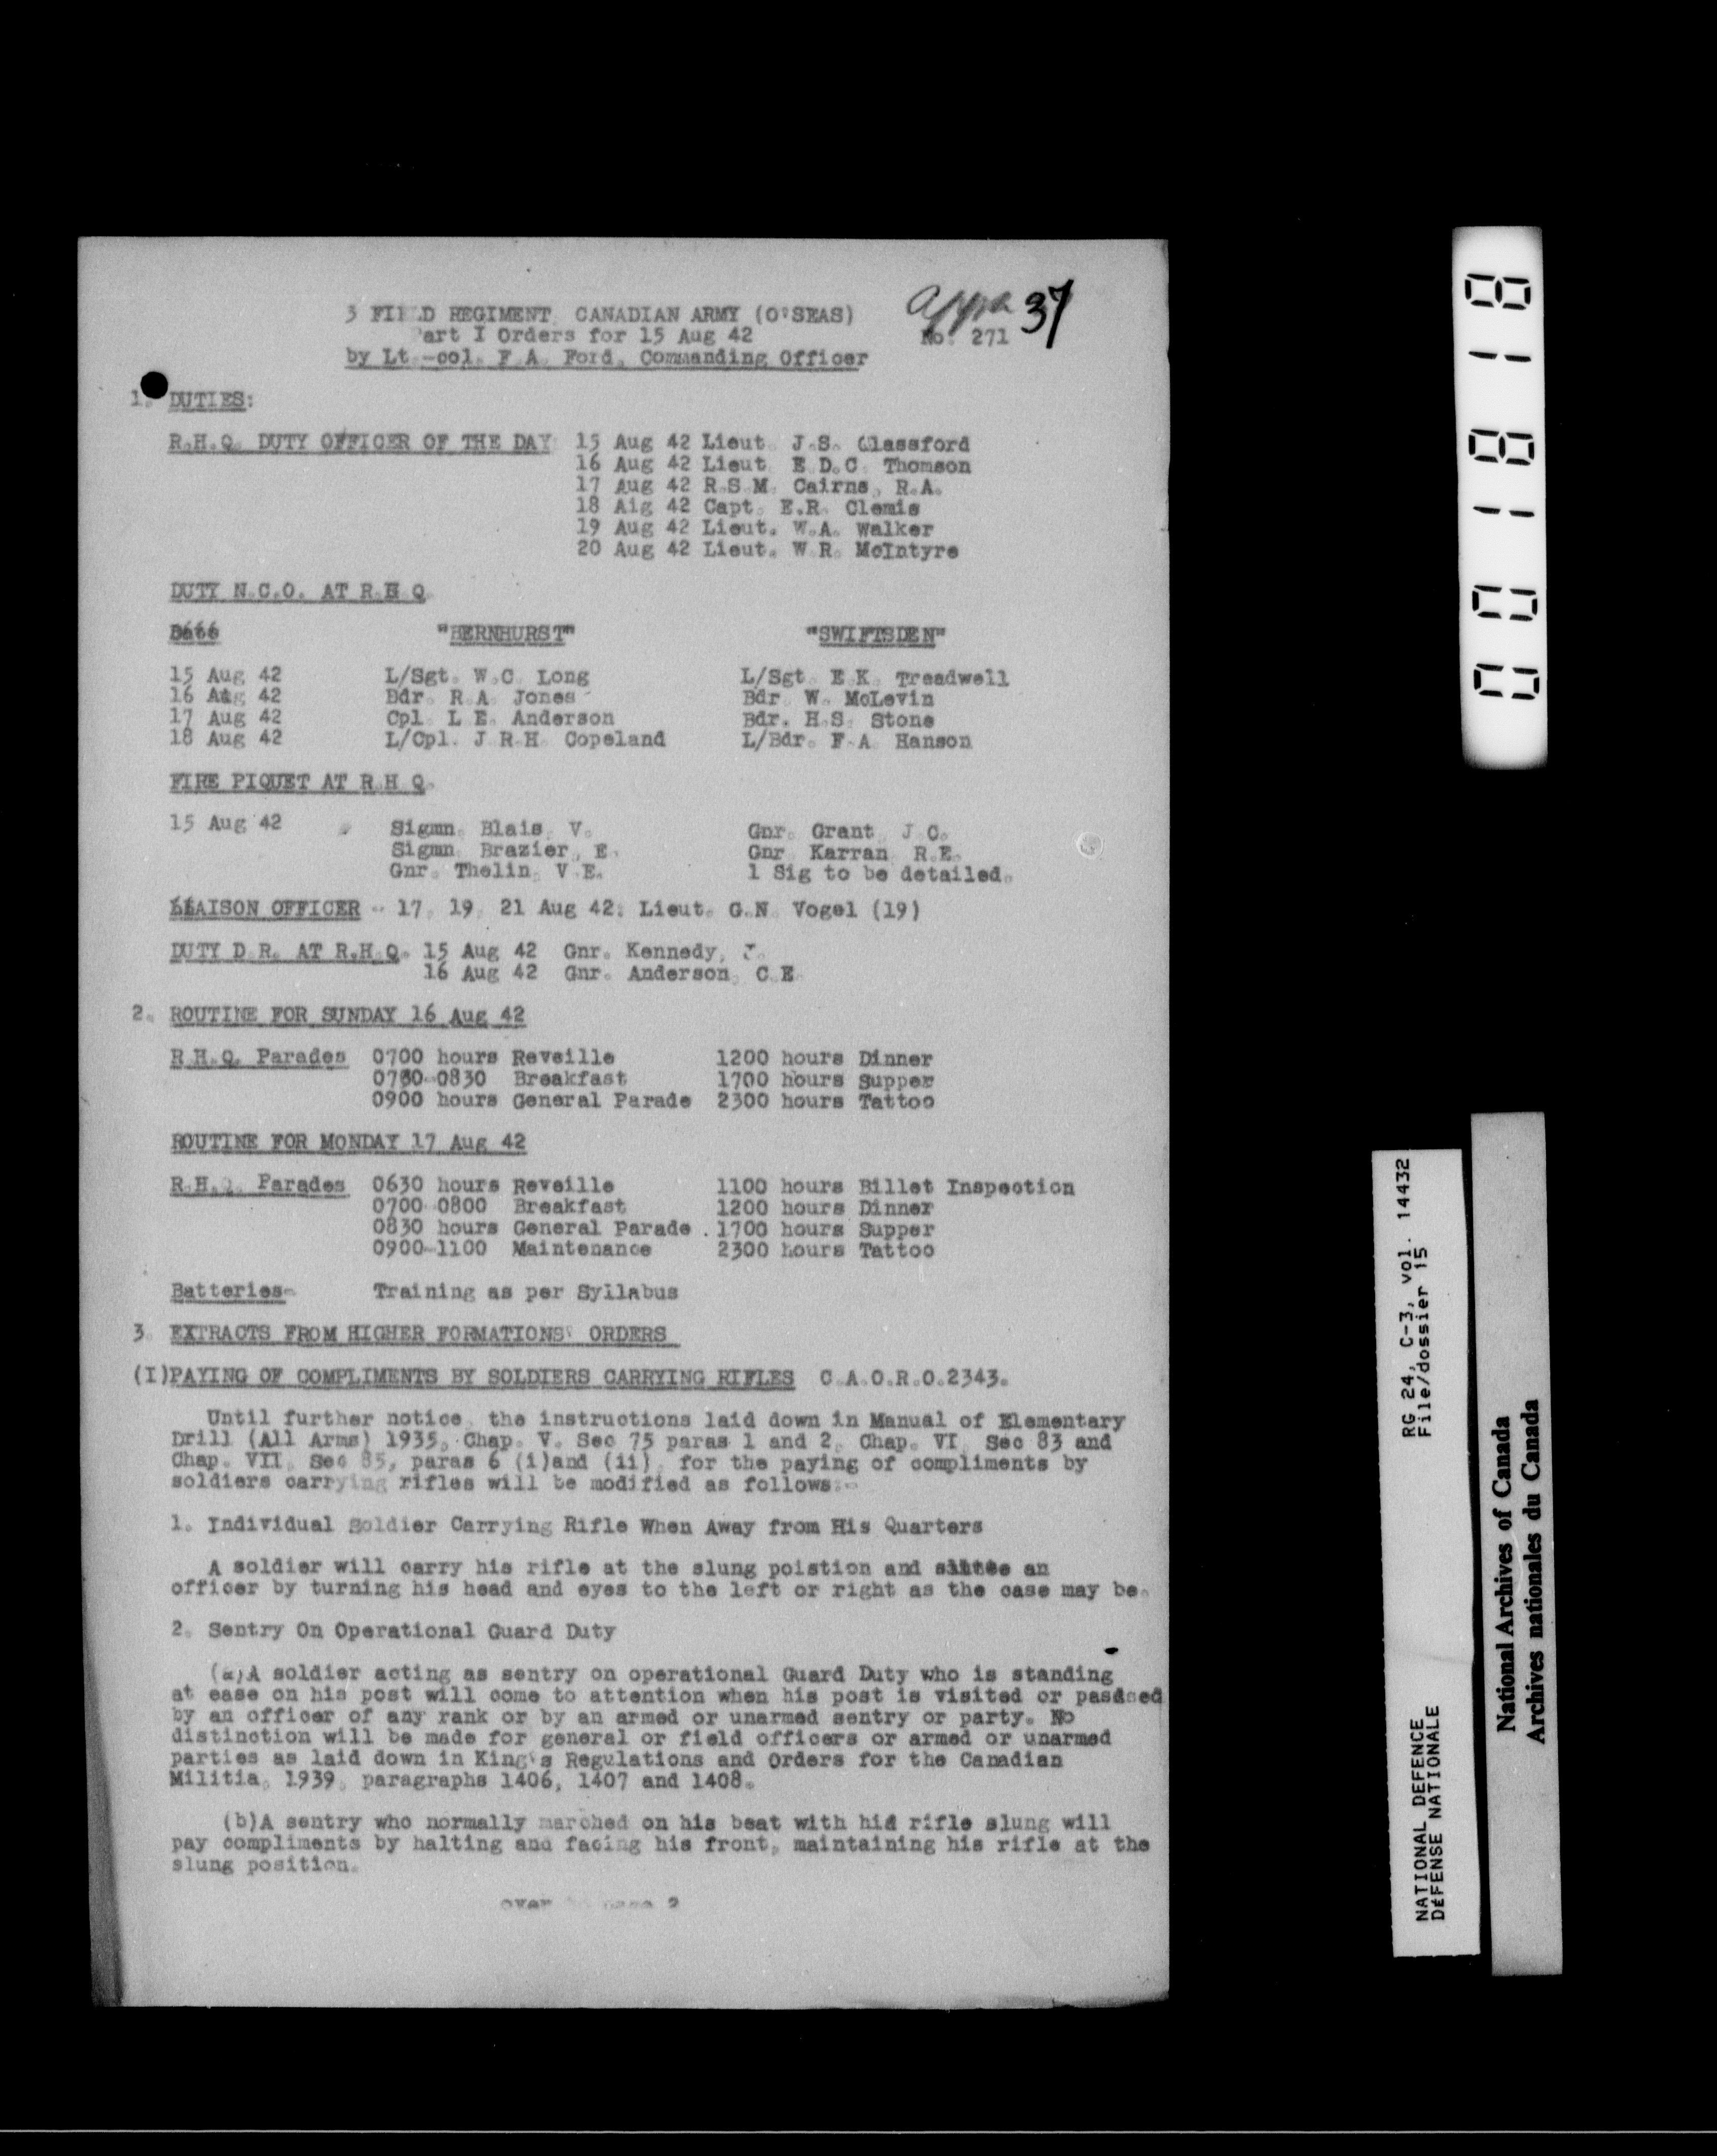 Appx 37
3 FIELD REGIMENT, CANADIAN ARMY (O'SEAS)
Part I Orders for 15 Aug 42
No. 271
by Lt.-col. F.A. Ford, Commanding Officer
1. DUTIES:
R.H.Q. DUTY OFFICER OF THE DAY 15 Aug 42 Lieut. J.S. Glassford
16 Aug 42 Lieut. E.D.C. Thomson
17 Aug 42 R.S.M. Cairns, R.A.
18 Aig 42 Capt. E.R. Clemis
19 Aug 42 Lieut. W.A. Walker
20 Aug 42 Lieut. W.R. McIntyre
DUTY N.C.O. AT R.H.Q.
Date "BERNHURST" "SWIFTSDEN"
15 Aug 42 L/Sgt. W.C. Long L/Sgt. E.K. Treadwell
16 Aug 42 Bdr. R.A. Jones Bdr. W. McLevin
17 Aug 42 Cpl. L.E. Anderson Bdr. H.S. Stone
18 Aug 42 L/Cpl. J.R.H. Copeland L/Bdr. F.A. Hanson
FIRE PIQUET AT R.H.Q.
15 Aug 42 Sigmn. Blais, V. Gnr. Grant, J.C.
Sigmn. Brazier, E. Gnr. Karran, R.E.
Gnr. Thelin, V.E. 1 Sig to be detailed.
LIAISON OFFICER - 17, 19, 21 Aug 42. Lieut. G.N. Vogel (19)
DUTY D.R. AT R.H.Q. 15 Aug 42 Gnr. Kennedy, J.
16 Aug 42 Gnr. Anderson, C.E.
2. ROUTINE FOR SUNDAY 16 Aug 42
R.H.Q. Parades 0700 hours Reveille 1200 hours Dinner
0730-0830 Breakfast 1700 hours Supper
0900 hours General Parade 2300 hours Tattoo
ROUTINE FOR MONDAY 17 Aug 42
R.H.Q. Parades 0630 hours Reveille 1100 hours Billet Inspection
0700-0800 Breakfast 1200 hours Dinner
0830 hours General Parade . 1700 hours Supper
0900-1100 Maintenance 2300 hours Tattoo
Batteries- Training as per Syllabus
3. EXTRACTS FROM HIGHER FORMATIONS' ORDERS
(I)PAYING OF COMPLIMENTS BY SOLDIERS CARRYING RIFLES C.A.O.R.O.2343.
Until further notice, the instructions laid down in Manual of Elementary
Drill (All Arms) 1935, Chap. V. Sec 75 paras 1 and 2, Chap. VI, Sec 83 and
Chap. VII, Sec 85, paras 6 (i)and (ii), for the paying of compliments by
soldiers carrying rifles will be modified as follows:-
1. Individual Soldier Carrying Rifle When Away from His Quarters
A soldier will carry his rifle at the slung poistion and salute an
officer by turning his head and eyes to the left or right as the case may be.
2. Sentry On Operational Guard Duty
(a)A soldier acting as sentry on operational Guard Duty who is standing
at ease on his post will come to attention when his post is visited or passed
by an officer of any rank or by an armed or unarmed sentry or party. No
distinction will be made for general or field officers or armed or unarmed
parties as laid down in King's Regulations and Orders for the Canadian
Militia, 1939, paragraphs 1406, 1407 and 1408.
(b)A sentry who normally marched on his beat with hid rifle slung will
pay compliments by halting and facing his front, maintaining his rifle at the
slung position.
over to page 2
001818
RG 24, C-3, vol. 14432
File/dossier 15
NATIONAL DEFENCE
DÉFENSE NATIONALE
National Archives of Canada
Archives nationales du Canada